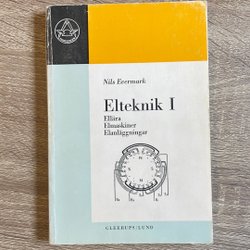 Nils Evermark
Elteknik I
Ellära
Elmaskiner
Elanläggningar
N
S
GLEERUPS/LUND